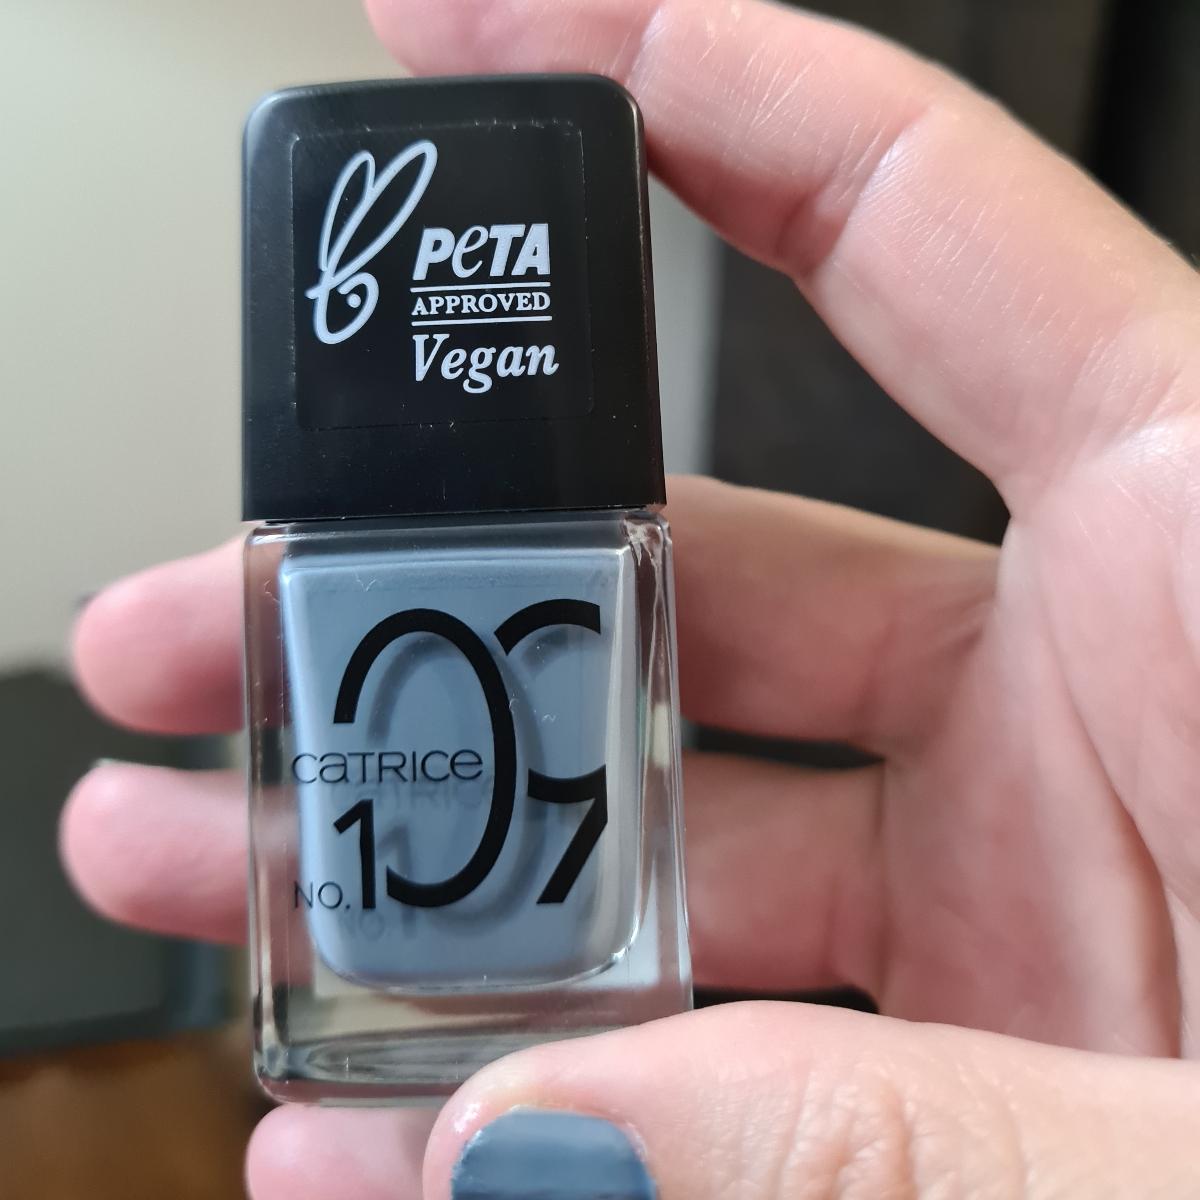 PeTA
APPROVED
Vegan
CATRICE
NO. 109